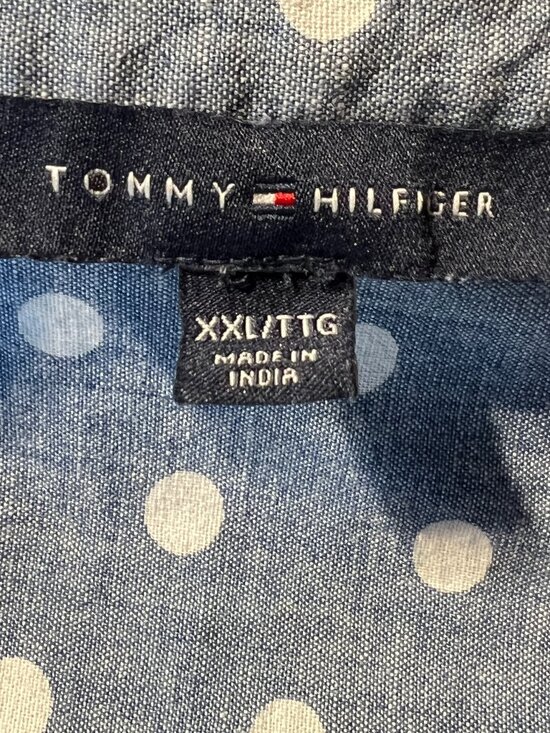 TOMMY HILFIGER
XXL/TTG
MADE IN
INDIA